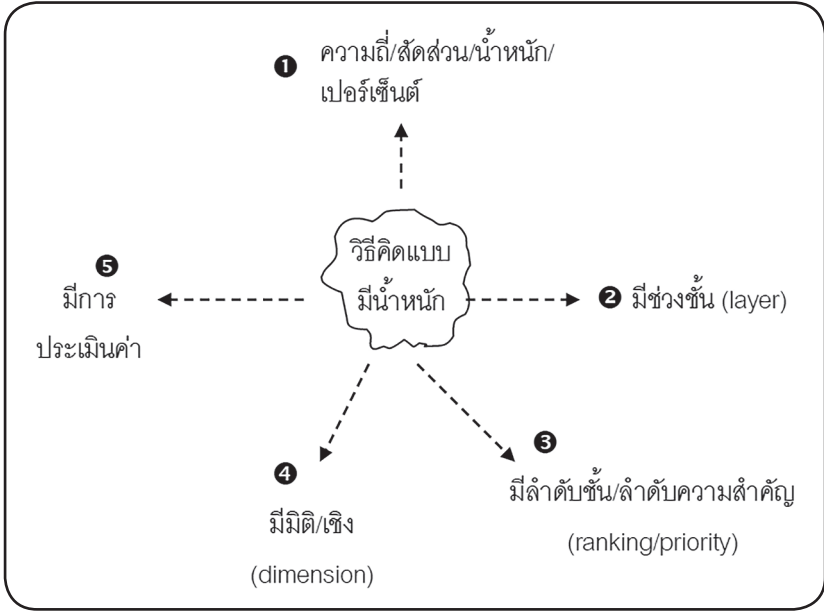 ❶ ความถี่/สัดส่วน/น้ำหนัก/
เปอร์เซ็นต์
วิธีคิดแบบ
มีน้ำหนัก
❷ มีช่วงชั้น (layer)
❸
มีลำดับชั้น/ลำดับความสำคัญ
(ranking/priority)
❹
มีมิติ/เชิง
(dimension)
❺
มีการ
ประเมินค่า